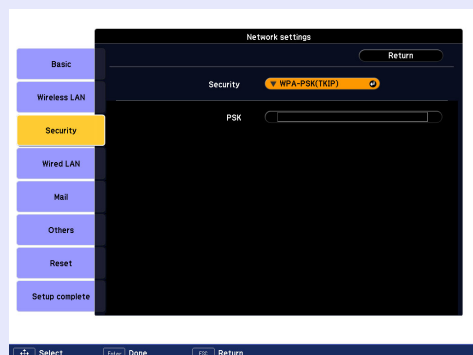 Network settings
Return
Basic
Security ▼ WPA-PSK(TKIP)
Wireless LAN
PSK
Security
Wired LAN
Mail
Others
Reset
Setup complete
Select Enter Done ESC Return